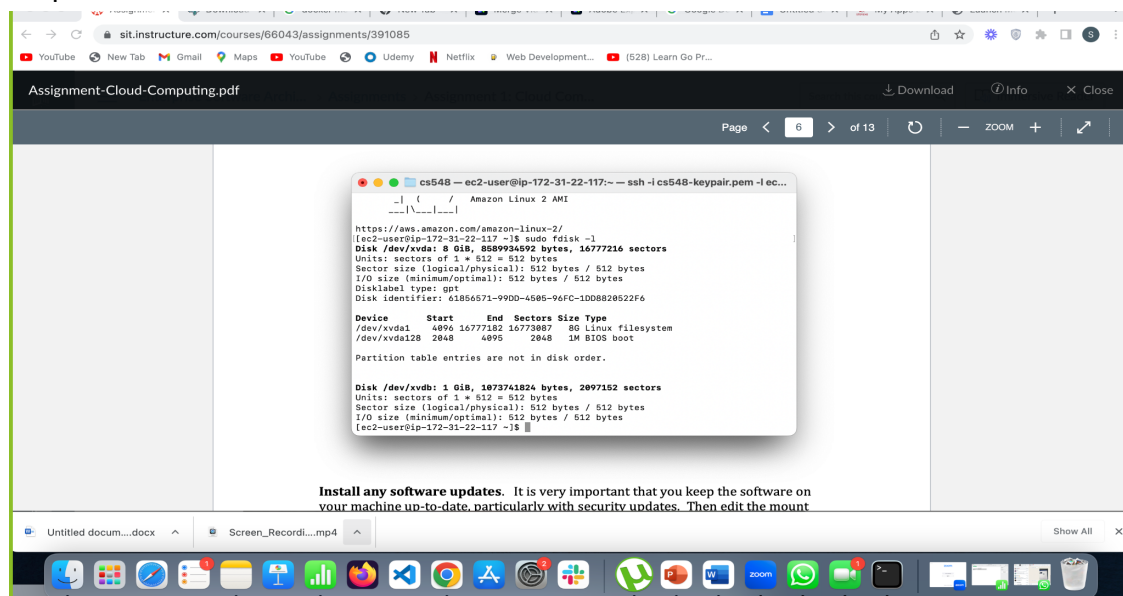 sit.instructure.com/courses/66043/assignments/391085
S
YouTube New Tab Gmail Maps YouTube Udemy Netflix Web Development... (528) Learn Go Pr...
Assignment-Cloud-Computing.pdf Download Info Close
Page < 6 > of 13 ZOOM
cs548 — ec2-user@ip-172-31-22-117:~ — ssh -i cs548-keypair.pem -l ec...
_| ( / Amazon Linux 2 AMI
___|\___|___|
https://aws.amazon.com/amazon-linux-2/
[ec2-user@ip-172-31-22-117 ~]$ sudo fdisk -l
Disk /dev/xvda: 8 GiB, 8589934592 bytes, 16777216 sectors
Units: sectors of 1 * 512 = 512 bytes
Sector size (logical/physical): 512 bytes / 512 bytes
I/O size (minimum/optimal): 512 bytes / 512 bytes
Disklabel type: gpt
Disk identifier: 61856571-99DD-4505-96FC-1DD8820522F6
Device Start End Sectors Size Type
/dev/xvda1 4096 16777182 16773087 8G Linux filesystem
/dev/xvda128 2048 4095 2048 1M BIOS boot
Partition table entries are not in disk order.
Disk /dev/xvdb: 1 GiB, 1073741824 bytes, 2097152 sectors
Units: sectors of 1 * 512 = 512 bytes
Sector size (logical/physical): 512 bytes / 512 bytes
I/O size (minimum/optimal): 512 bytes / 512 bytes
[ec2-user@ip-172-31-22-117 ~]$
Install any software updates. It is very important that you keep the software on
your machine up-to-date, particularly with security updates. Then edit the mount
Untitled docum....docx Screen_Recordi....mp4 Show All
zoom